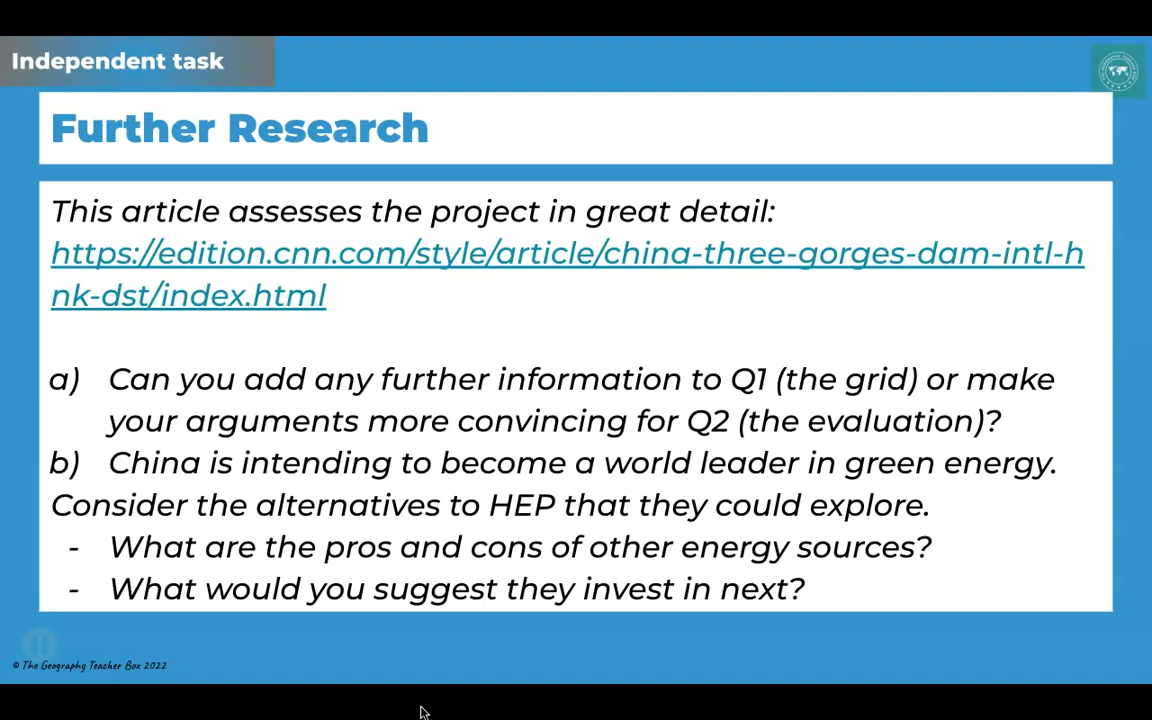 Independent task
Further Research
This article assesses the project in great detail:
https://edition.cnn.com/style/article/china-three-gorges-dam-intl-h
nk-dst/index.html
a) Can you add any further information to Q1 (the grid) or make
your arguments more convincing for Q2 (the evaluation)?
b) China is intending to become a world leader in green energy.
Consider the alternatives to HEP that they could explore.
- What are the pros and cons of other energy sources?
- What would you suggest they invest in next?
© The Geography Teacher Box 2022